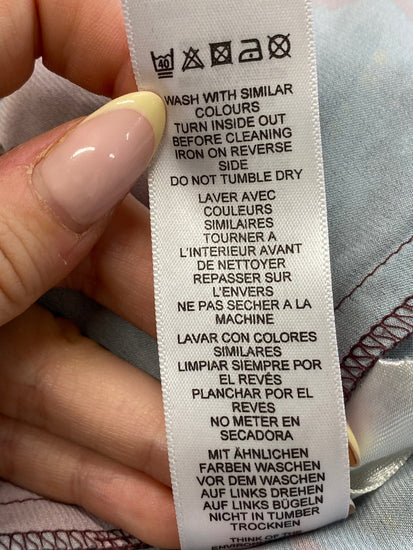 40
WASH WITH SIMILAR
COLOURS
TURN INSIDE OUT
BEFORE CLEANING
IRON ON REVERSE
SIDE
DO NOT TUMBLE DRY
LAVER AVEC
COULEURS
SIMILAIRES
TOURNER A
L'INTERIEUR AVANT
DE NETTOYER
REPASSER SUR
L'ENVERS
NE PAS SECHER A LA
MACHINE
LAVAR CON COLORES
SIMILARES
LIMPIAR SIEMPRE POR
EL REVÉS
PLANCHAR POR EL
REVES
NO METER EN
SECADORA
MIT ÄHNLICHEN
FARBEN WASCHEN
VOR DEM WASCHEN
AUF LINKS DREHEN
AUF LINKS BÜGELN
NICHT IN TUMBER
TROCKNEN
THINK OF THE